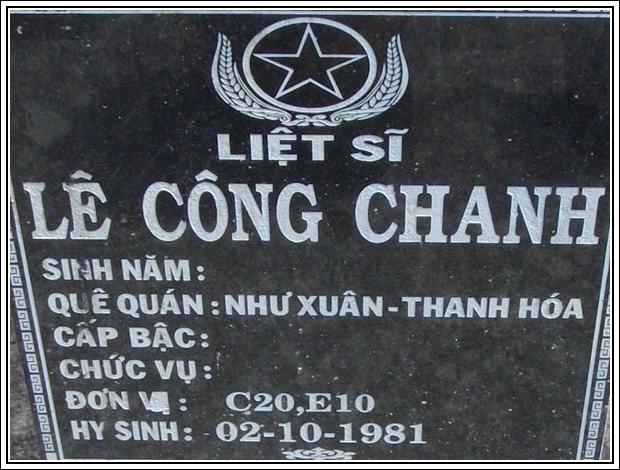 LIỆT SĨ
LÊ CÔNG CHANH
SINH NĂM :
QUÊ QUÁN : NHƯ XUÂN - THANH HÓA
CẤP BẬC :
CHỨC VỤ :
ĐƠN VỊ : C20,E10
HY SINH : 02-10-1981